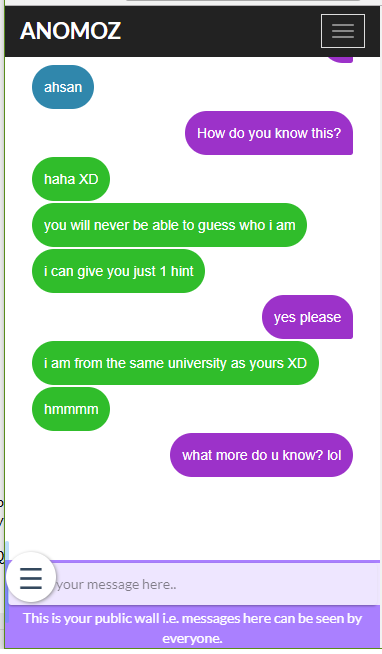 ANOMOZ
ahsan
How do you know this?
haha XD
you will never be able to guess who i am
i can give you just 1 hint
yes please
i am from the same university as yours XD
hmmmm
what more do u know? lol
your message here..
This is your public wall i.e. messages here can be seen by
everyone.